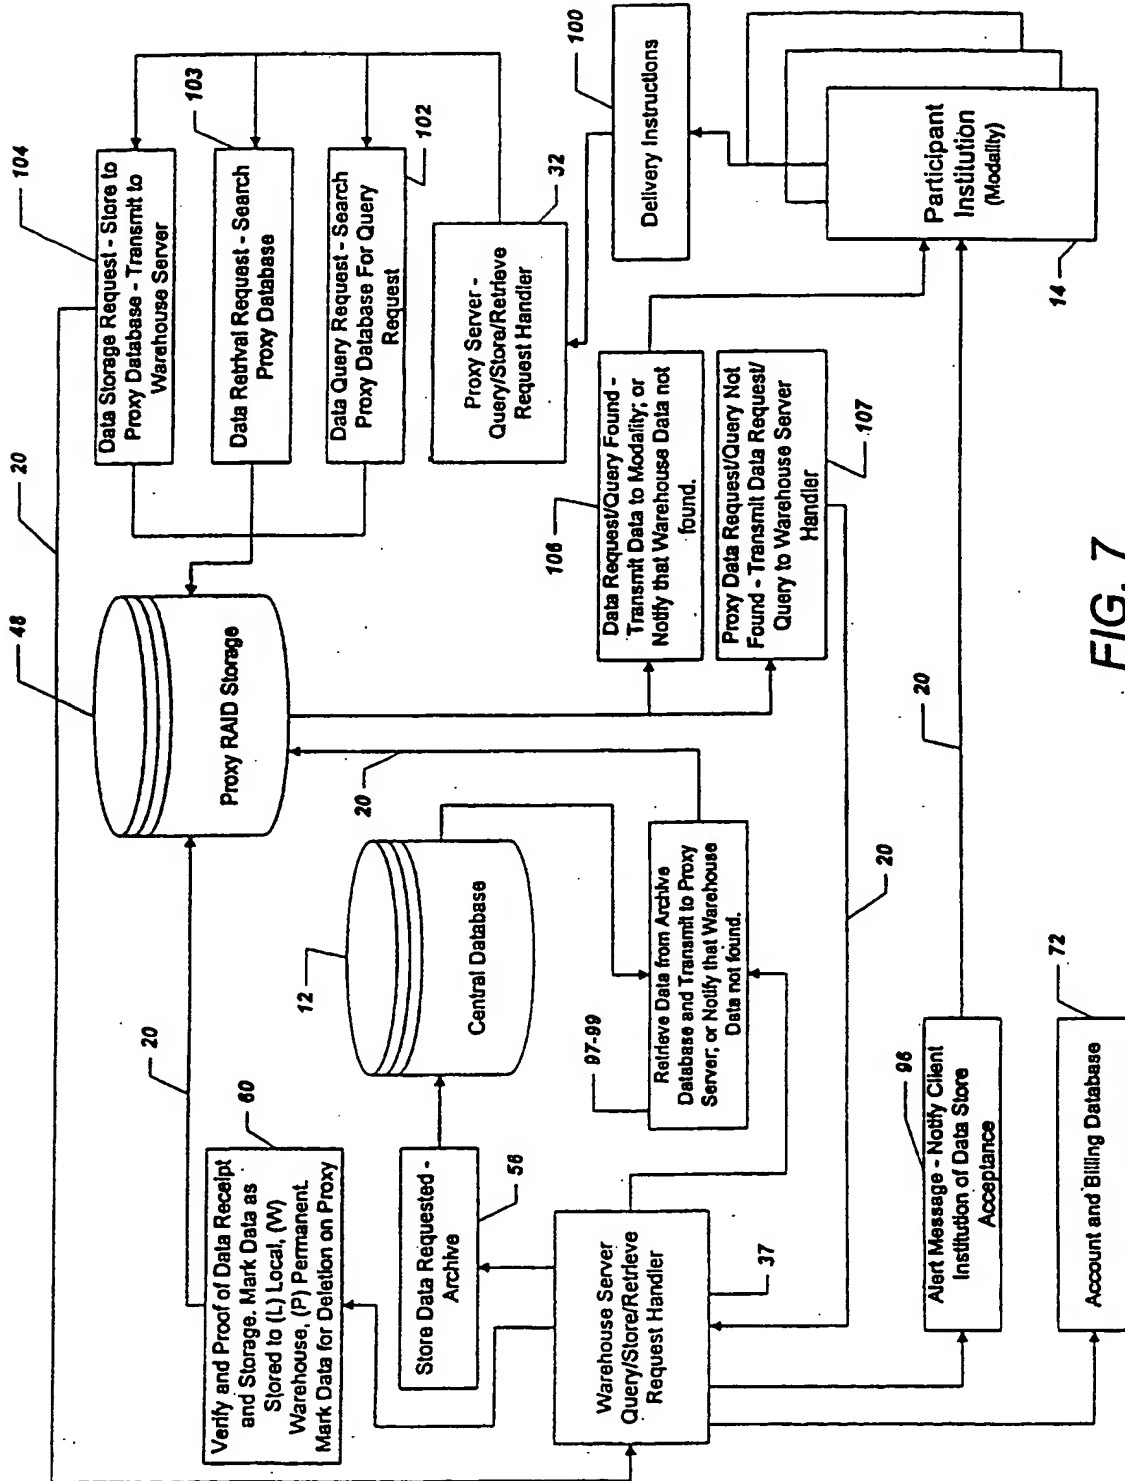 104
Data Storage Request - Store to
Proxy Database - Transmit to
Warehouse Server
103
Data Retrival Request - Search
Proxy Database
102
Data Query Request - Search
Proxy Database For Query
Request
32
Proxy Server -
Query/Store/Retrieve
Request Handler
100
Delivery Instructions
Participant
Institution
(Modality)
14
20
48
Proxy RAID Storage
106
Data Request/Query Found -
Transmit Data to Modality; or
Notify that Warehouse Data not
found.
Proxy Data Request/Query Not
Found - Transmit Data Request/
Query to Warehouse Server
Handler
107
20
12
Central Database
20
97-99
Retrieve Data from Archive
Database and Transmit to Proxy
Server; or Notify that Warehouse
Data not found.
20
20
60
Verify and Proof of Data Receipt
and Storage. Mark Data as
Stored to (L) Local, (W)
Warehouse, (P) Permanent.
Mark Data for Deletion on Proxy
Store Data Requested -
Archive
56
Warehouse Server
Query/Store/Retrieve
Request Handler
37
96
Alert Message - Notify Client
Institution of Data Store
Acceptance
72
Account and Billing Database
FIG. 7